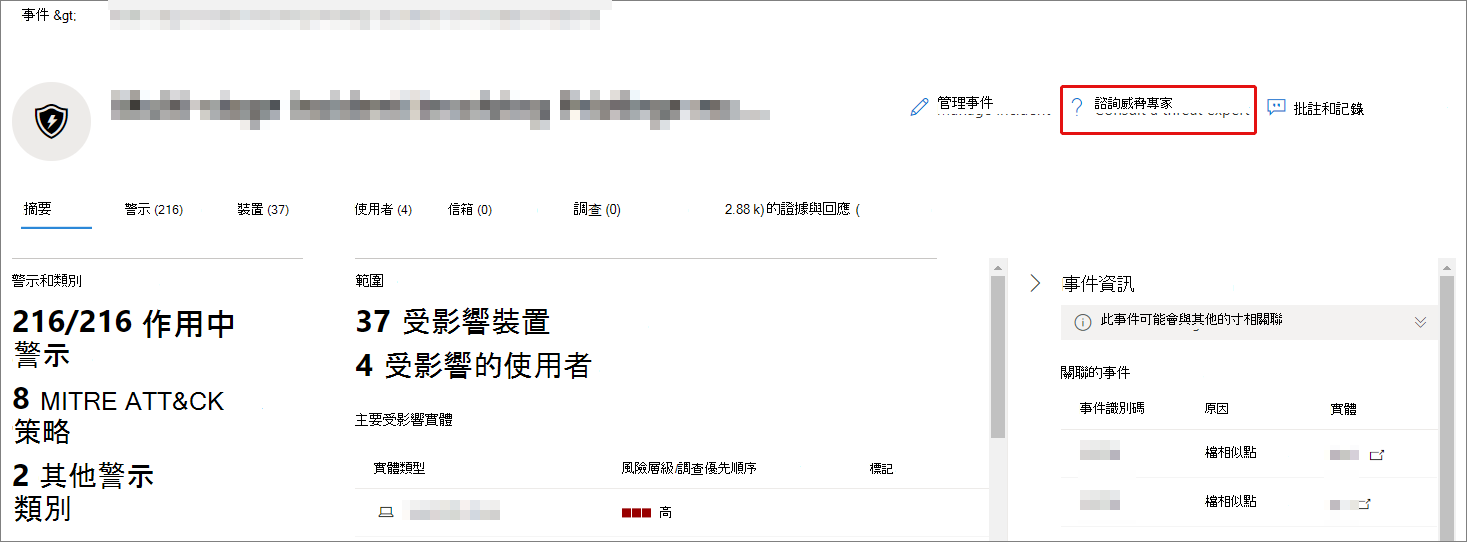 事件 &gt;
管理事件
諮詢威脅專家
Consult a threat expert
批註和記錄
摘要
警示 (216)
裝置 (37)
使用者 (4)
信箱 (0)
調查 (0)
2.88 k) 的證據與回應 (
警示和類別
216/216 作用中
警示
8 MITRE ATT&CK
策略
2 其他警示
類別
範圍
37 受影響裝置
4 受影響的使用者
主要受影響實體
實體類型
風險層級/調查優先順序
標記
高
事件資訊
此事件可能會與其他的寸相關聯
關聯的事件
事件識別碼
原因
實體
檔相似點
檔相似點